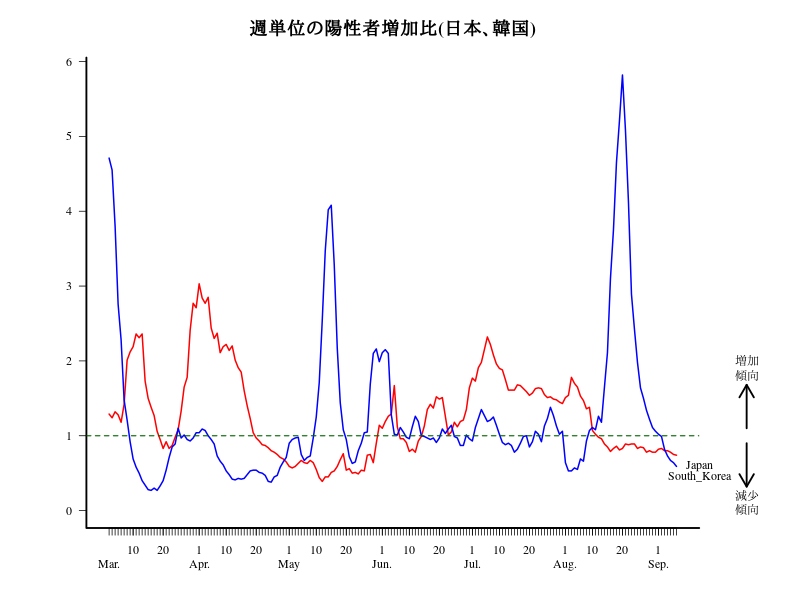 週単位の陽性者増加比(日本、韓国)
6
5
4
3
2
1
0
増加
傾向
Japan
South_Korea
減少
傾向
10 20 1 10 20 1 10 20 1 10 20 1 10 20 1 10 20 1
Mar. Apr. May Jun. Jul. Aug. Sep.